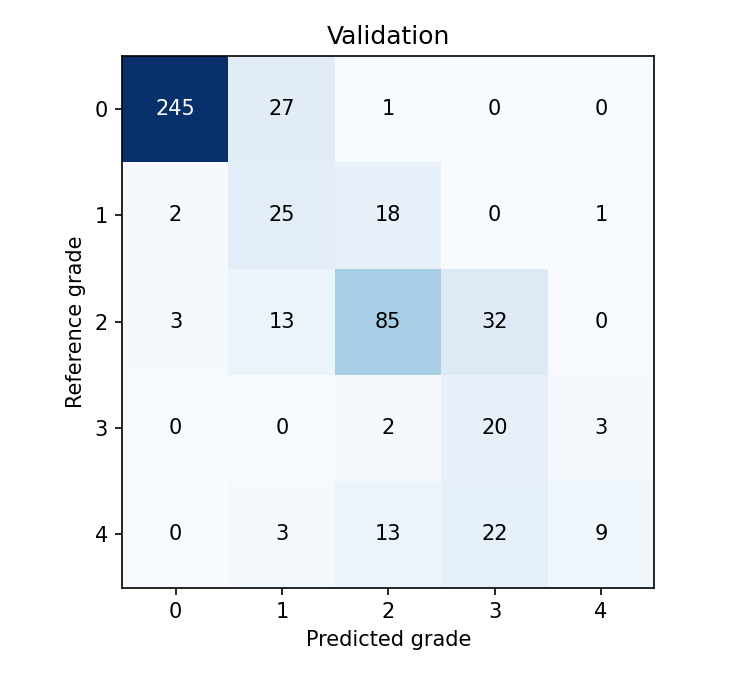 Validation
Reference grade
0 245 27 1 0 0
1 2 25 18 0 1
2 3 13 85 32 0
3 0 0 2 20 3
4 0 3 13 22 9
0 1 2 3 4
Predicted grade